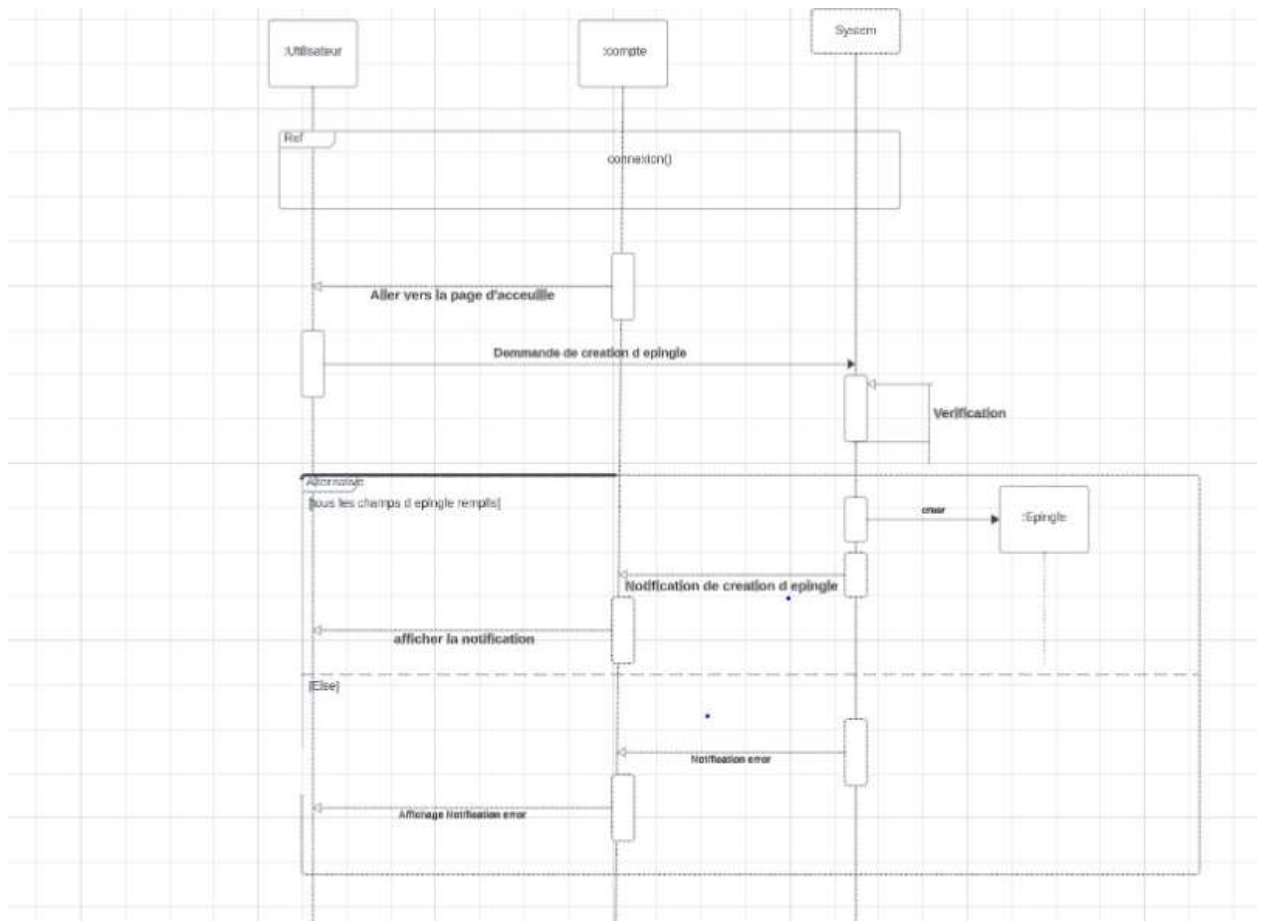 :Utilisateur
:compte
System
Ref
connexion()
Aller vers la page d'acceuille
Demmande de creation d epingle
Verification
Alternative
[tous les champs d epingle remplis]
creer
:Epingle
Notification de creation d epingle
afficher la notification
[Else]
Notification error
Affichage Notification error